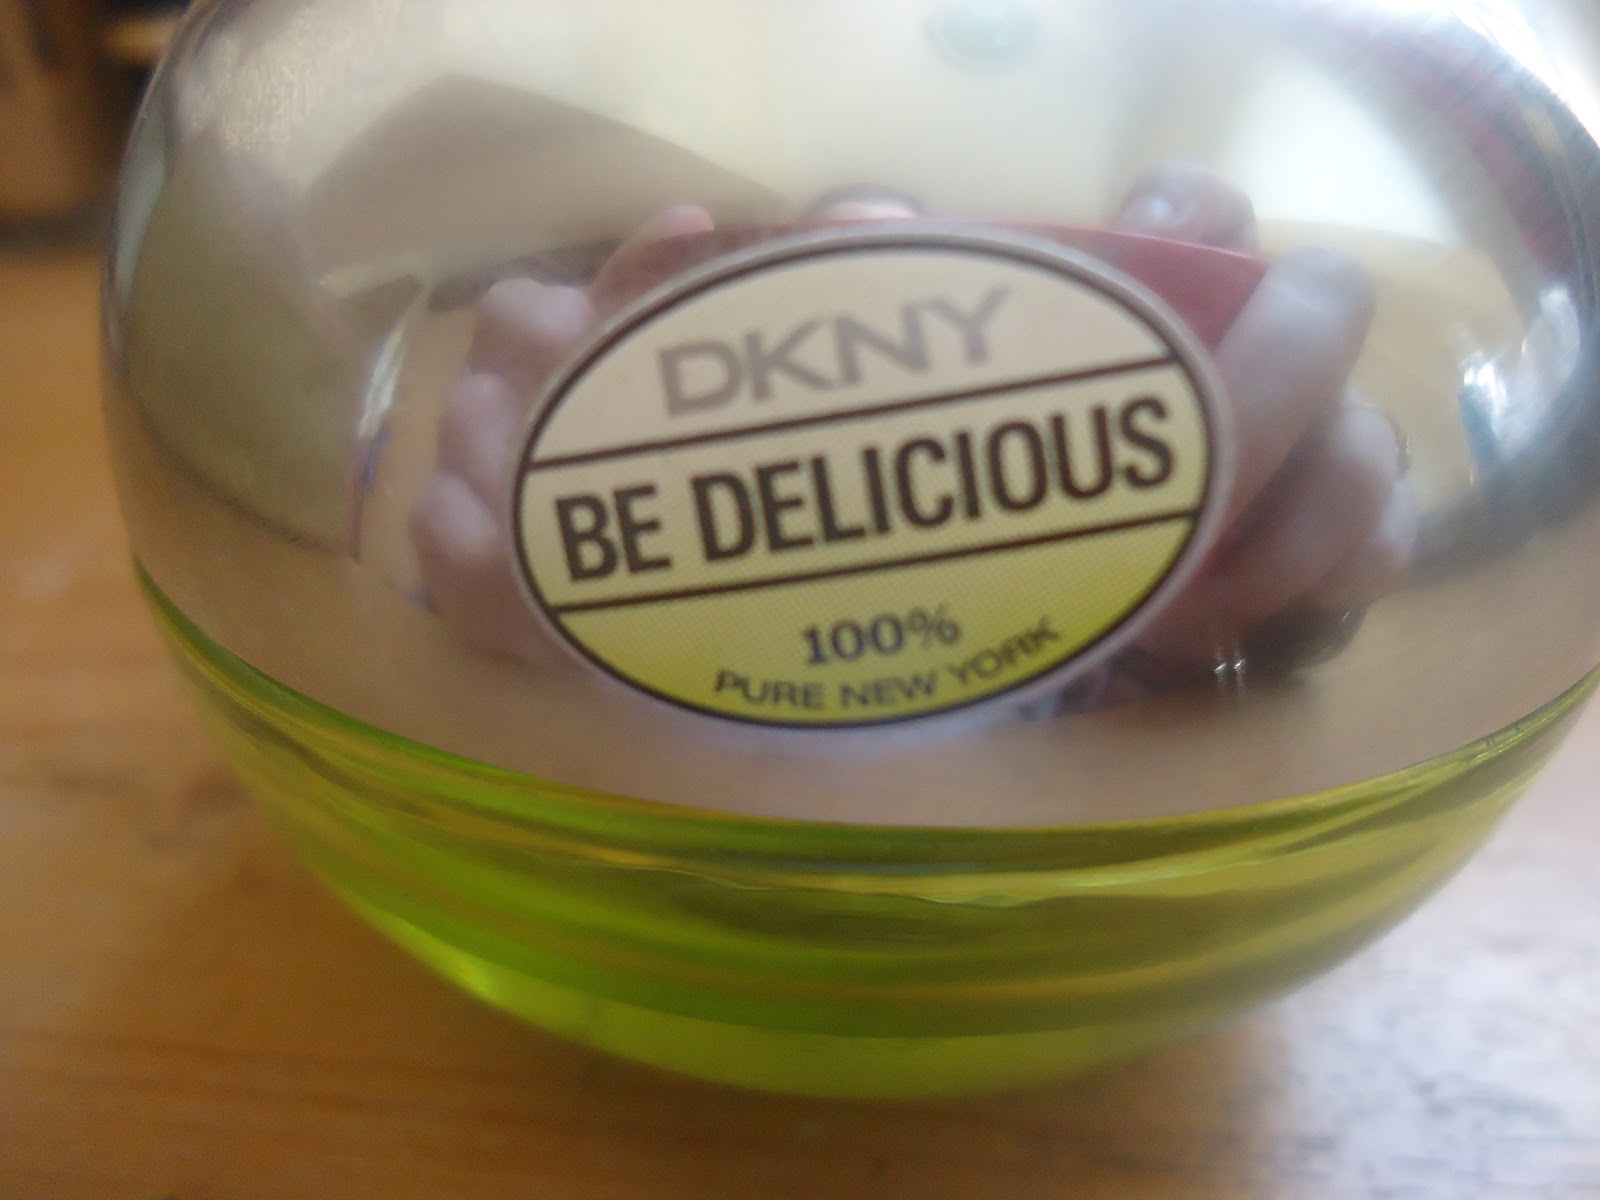 DKNY
BE DELICIOUS
100%
PURE NEW YORK